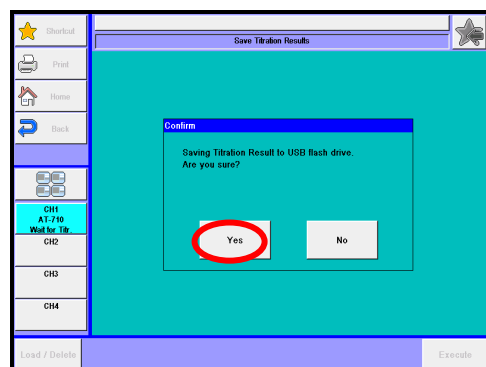 Shortcut
Save Titration Results
Print
Home
Back
Confirm
Saving Titration Result to USB flash drive.
Are you sure?
Yes
No
CH1
AT-710
Wait for Titr.
CH2
CH3
CH4
Load / Delete
Execute